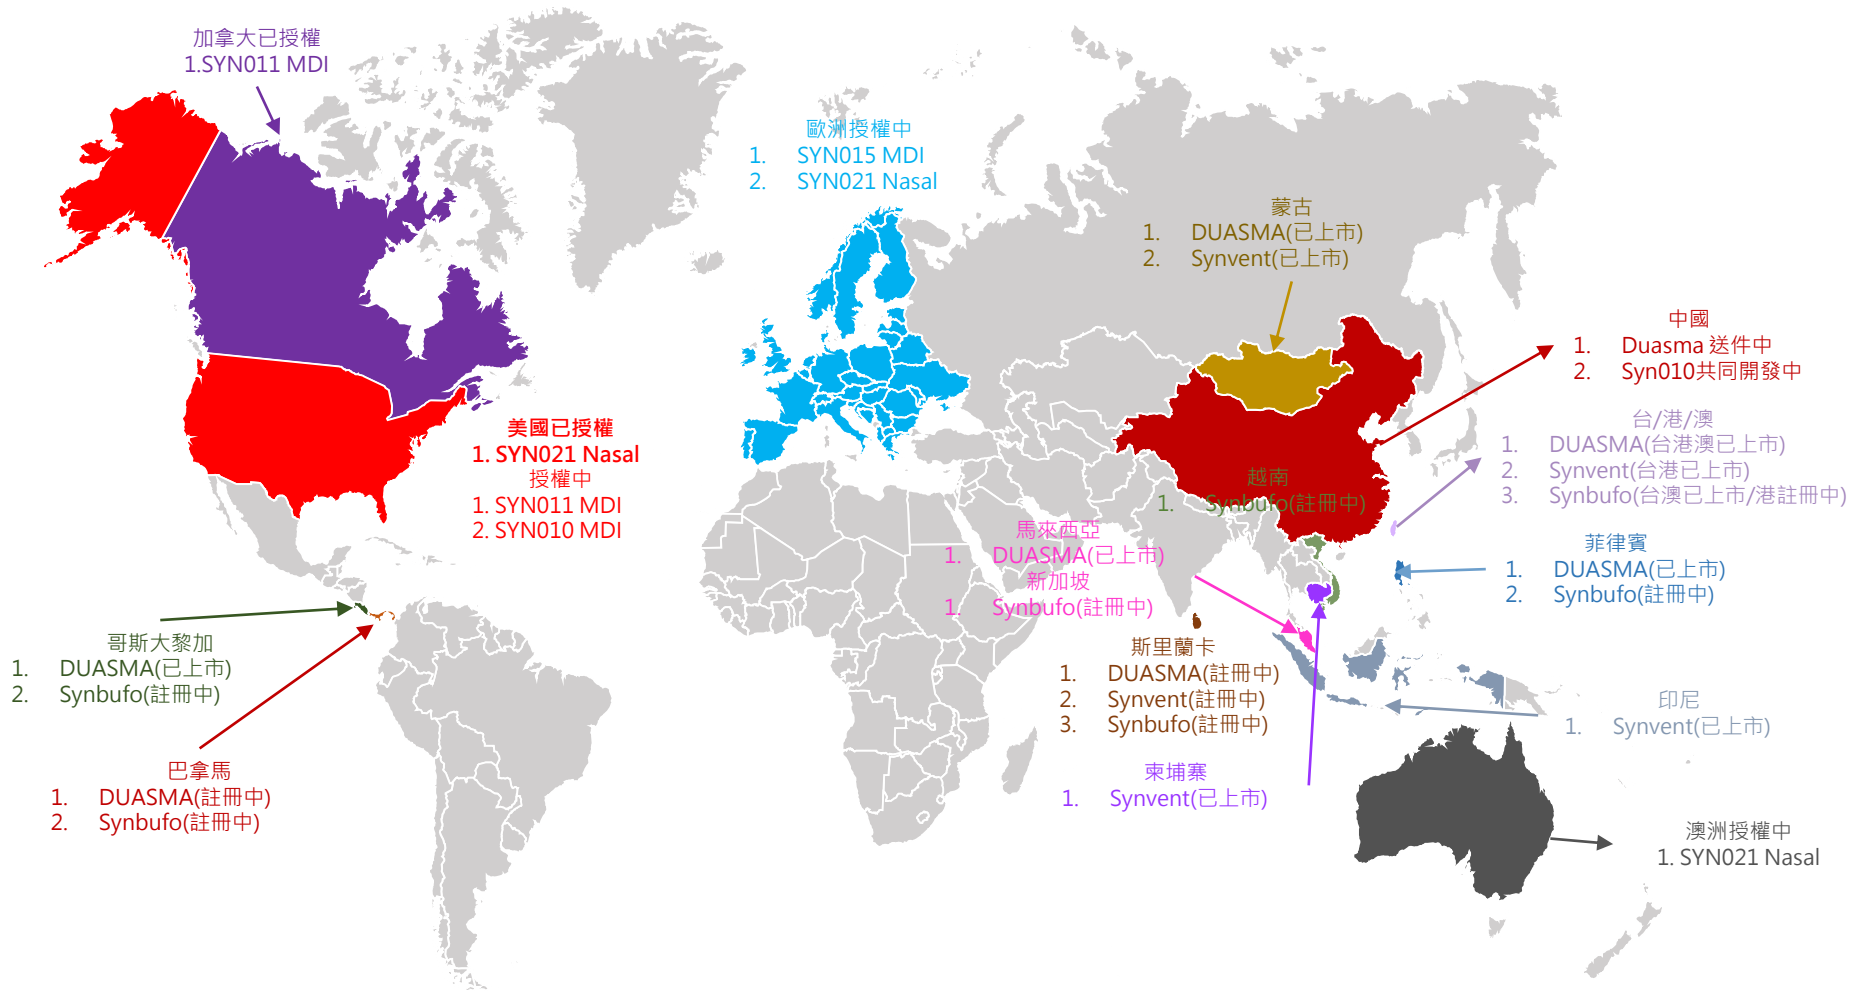 加拿大已授權
1.SYN011 MDI
歐洲授權中
1. SYN015 MDI
2. SYN021 Nasal
蒙古
1. DUASMA(已上市)
2. Synvent(已上市)
中國
1. Duasma 送件中
2. Syn010共同開發中
美國已授權
1. SYN021 Nasal
授權中
1. SYN011 MDI
2. SYN010 MDI
台/港/澳
1. DUASMA(台港澳已上市)
2. Synvent(台港已上市)
3. Synbufo(台澳已上市/港註冊中)
越南
1. Synbufo(註冊中)
馬來西亞
1. DUASMA(已上市)
新加坡
1. Synbufo(註冊中)
菲律賓
1. DUASMA(已上市)
2. Synbufo(註冊中)
哥斯大黎加
1. DUASMA(已上市)
2. Synbufo(註冊中)
斯里蘭卡
1. DUASMA(註冊中)
2. Synvent(註冊中)
3. Synbufo(註冊中)
印尼
1. Synvent(已上市)
巴拿馬
1. DUASMA(註冊中)
2. Synbufo(註冊中)
柬埔寨
1. Synvent(已上市)
澳洲授權中
1. SYN021 Nasal